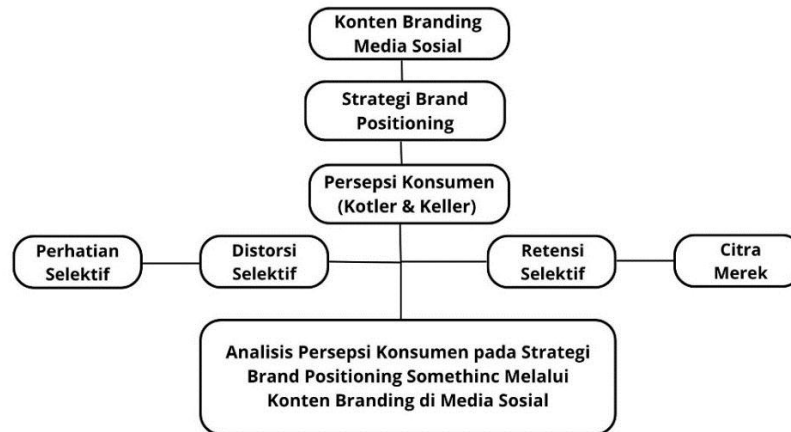 Konten Branding
Media Sosial
Strategi Brand
Positioning
Persepsi Konsumen
(Kotler & Keller)
Perhatian
Selektif
Distorsi
Selektif
Retensi
Selektif
Citra
Merek
Analisis Persepsi Konsumen pada Strategi
Brand Positioning Somethinc Melalui
Konten Branding di Media Sosial